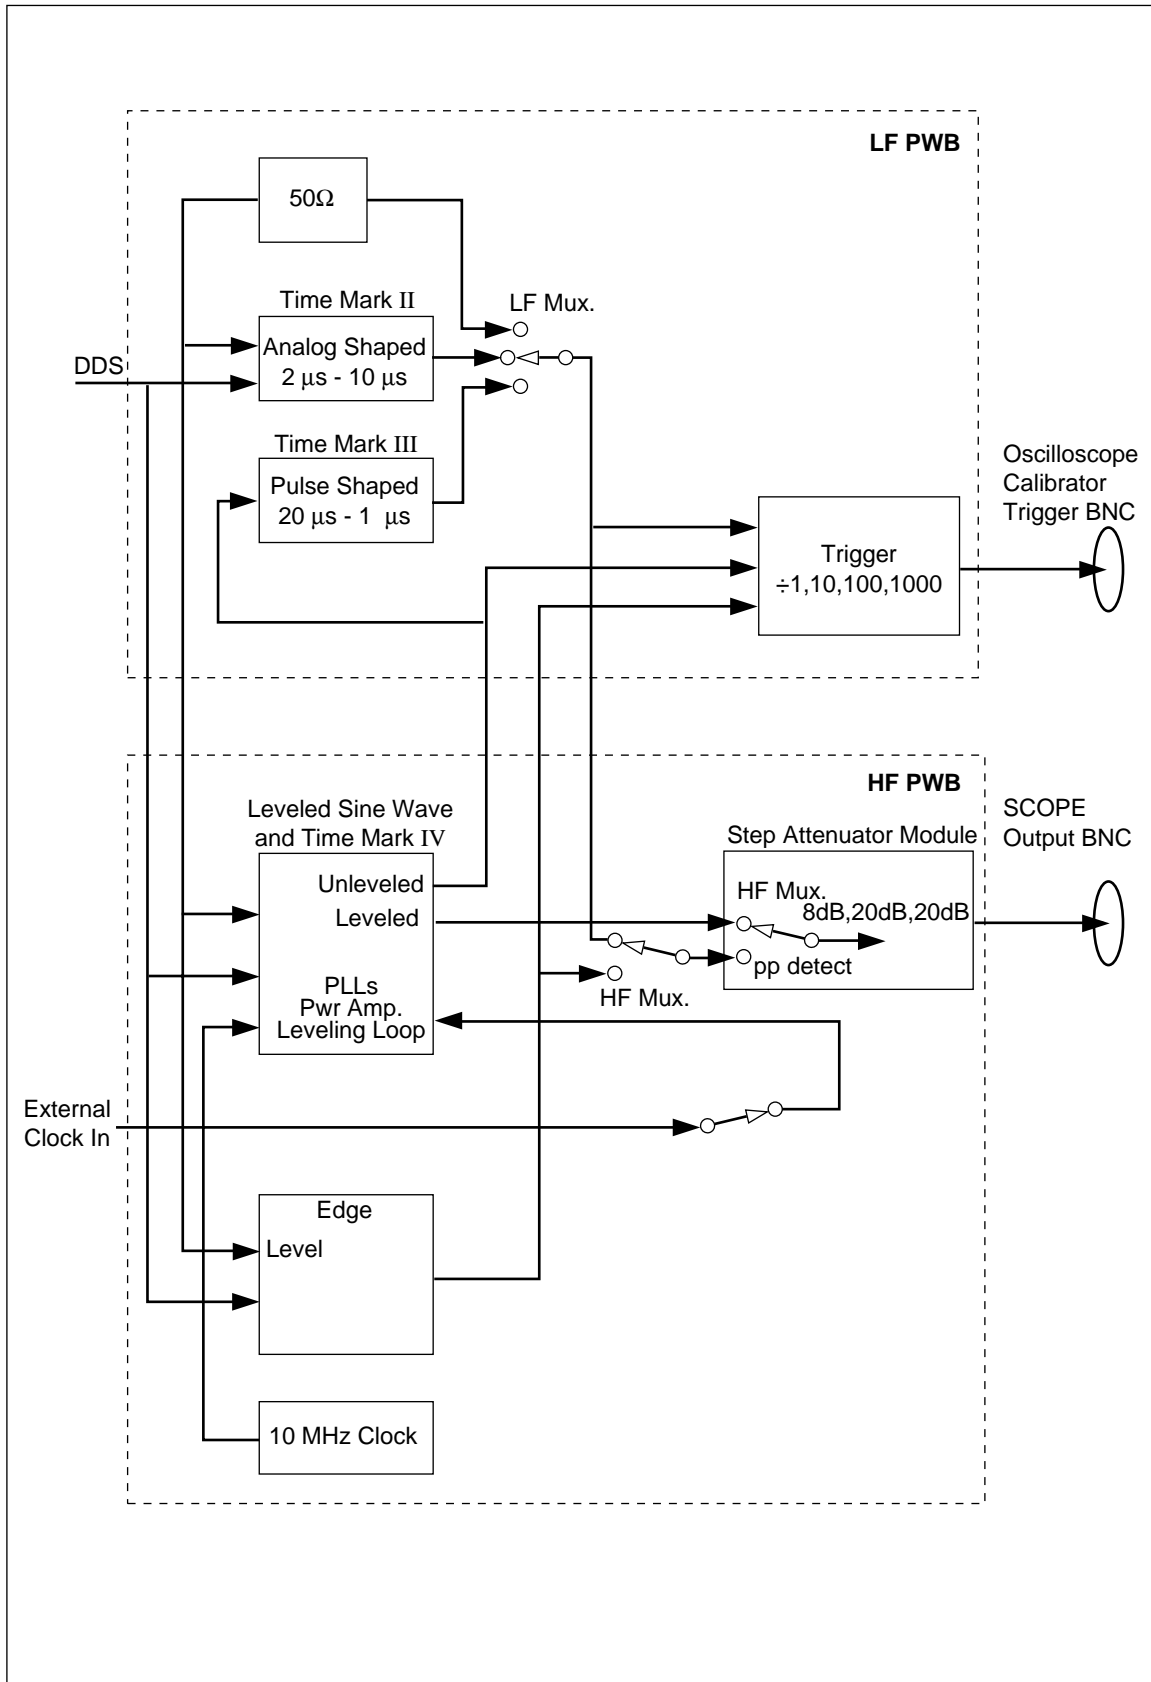 LF PWB
50Ω
Time Mark II
LF Mux.
Analog Shaped
2 µs - 10 µs
DDS
Time Mark III
Pulse Shaped
20 µs - 1 µs
Oscilloscope
Calibrator
Trigger BNC
Trigger
÷1,10,100,1000
HF PWB
Leveled Sine Wave
and Time Mark IV
SCOPE
Output BNC
Step Attenuator Module
Unleveled
Leveled
HF Mux.
8dB,20dB,20dB
pp detect
HF Mux.
PLLs
Pwr Amp.
Leveling Loop
External
Clock In
Edge
Level
10 MHz Clock